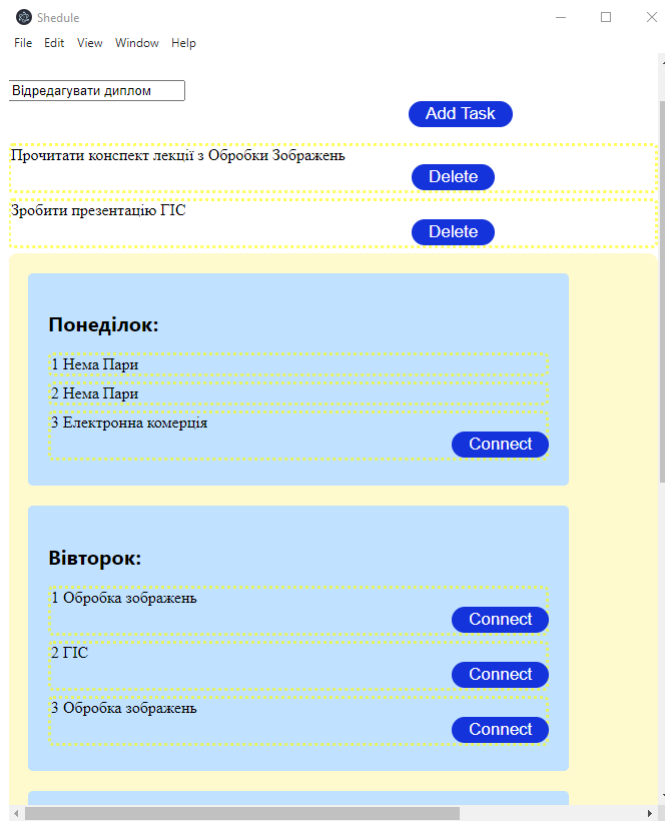 Shedule
File Edit View Window Help
Відредагувати диплом
Add Task
Прочитати конспект лекції з Обробки Зображень
Delete
Зробити презентацію ГІС
Delete
Понеділок:
1 Нема Пари
2 Нема Пари
3 Електронна комерція
Connect
Вівторок:
1 Обробка зображень
Connect
2 ГІС
Connect
3 Обробка зображень
Connect